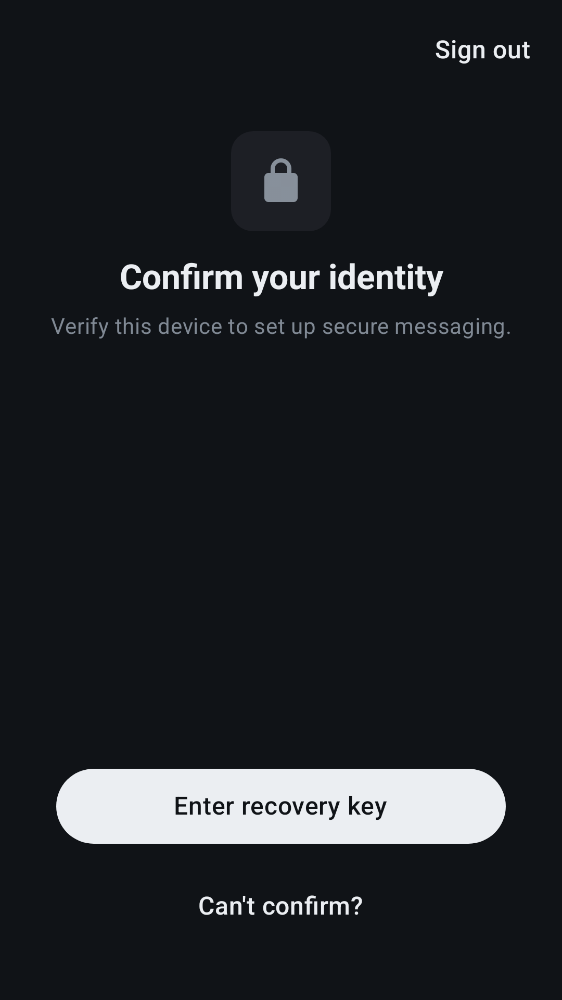 Sign out
Confirm your identity
Verify this device to set up secure messaging.
Enter recovery key
Can't confirm?